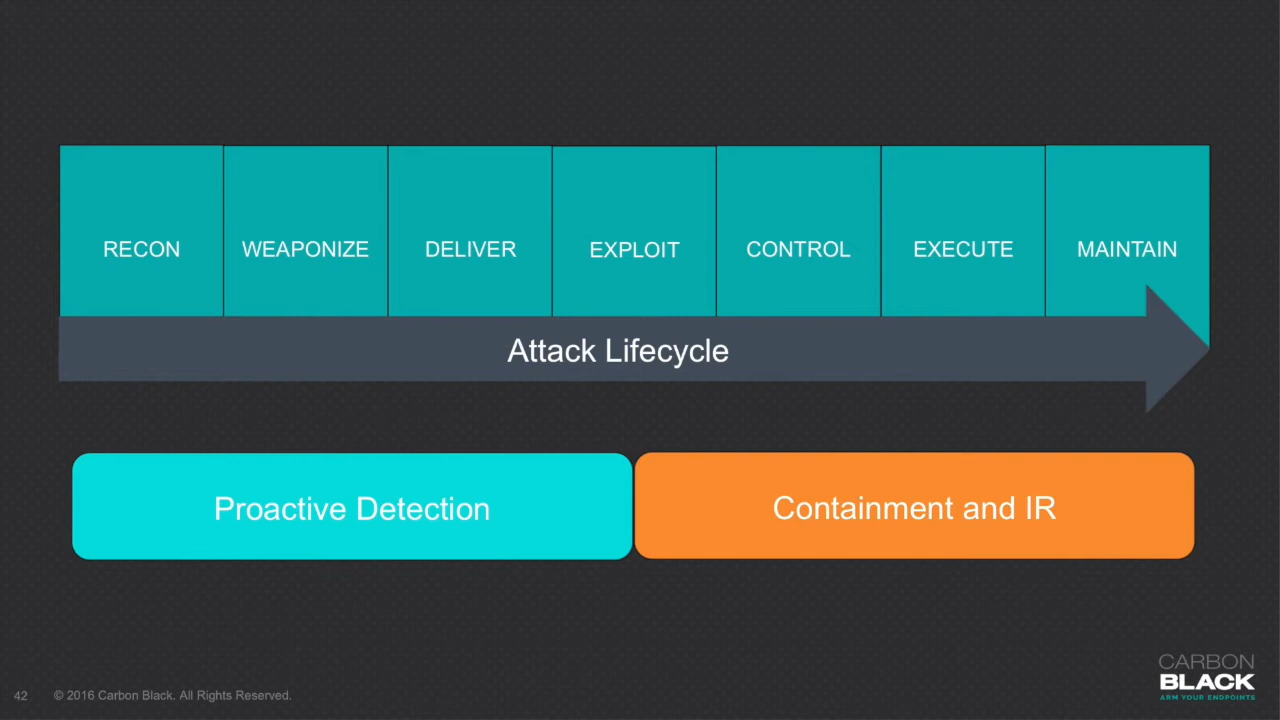 RECON
WEAPONIZE
DELIVER
EXPLOIT
CONTROL
EXECUTE
MAINTAIN
Attack Lifecycle
Proactive Detection
Containment and IR
42
© 2016 Carbon Black. All Rights Reserved.
CARBON
BLACK
ARM YOUR ENDPOINTS